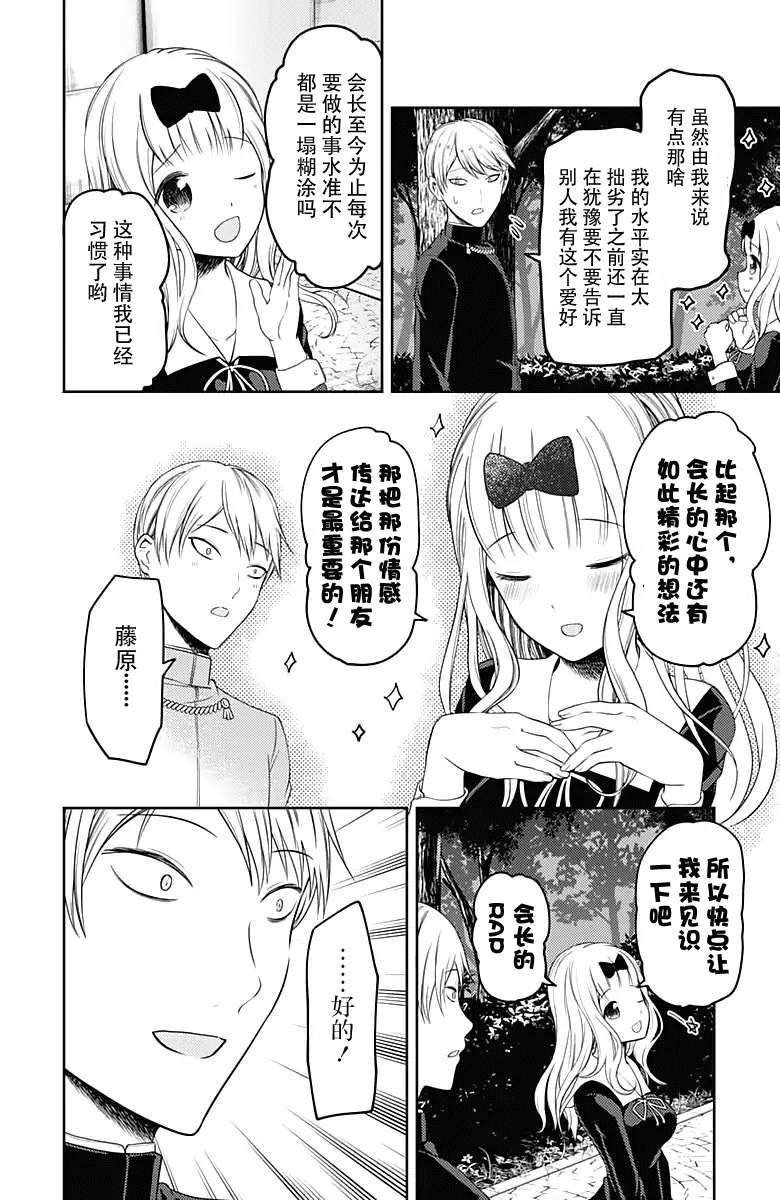 虽然由我来说
有点那啥
我的水平实在太
拙劣了之前还一直
在犹豫要不要告诉
别人我有这个爱好
会长至今为止每次
要做的事水准不
都是一塌糊涂吗
这种事情我已经
习惯了哟
比起那个，
会长的心中还有
如此精彩的想法
那把那份情感
传达给那个朋友
才是最重要的！
藤原……
所以快点让
我来见识
一下吧
会长的
RAP
……好的！